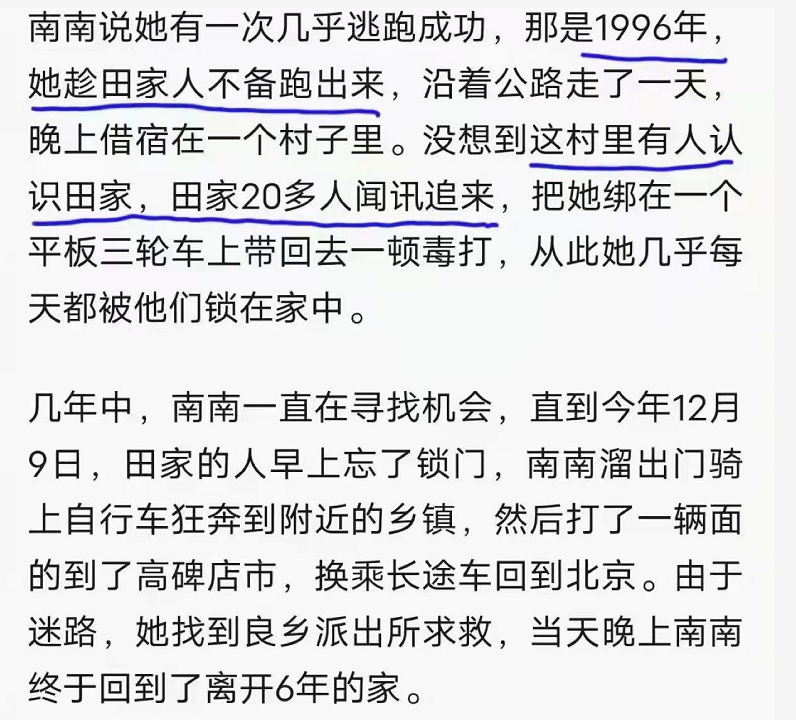 南南说她有一次几乎逃跑成功，那是1996年，
她趁田家人不备跑出来，沿着公路走了一天，
晚上借宿在一个村子里。没想到这村里有人认
识田家，田家20多人闻讯追来，把她绑在一个
平板三轮车上带回去一顿毒打，从此她几乎每
天都被他们锁在家中。
几年中，南南一直在寻找机会，直到今年12月
9日，田家的人早上忘了锁门，南南溜出门骑
上自行车狂奔到附近的乡镇，然后打了一辆面
的到了高碑店市，换乘长途车回到北京。由于
迷路，她找到良乡派出所求救，当天晚上南南
终于回到了离开6年的家。